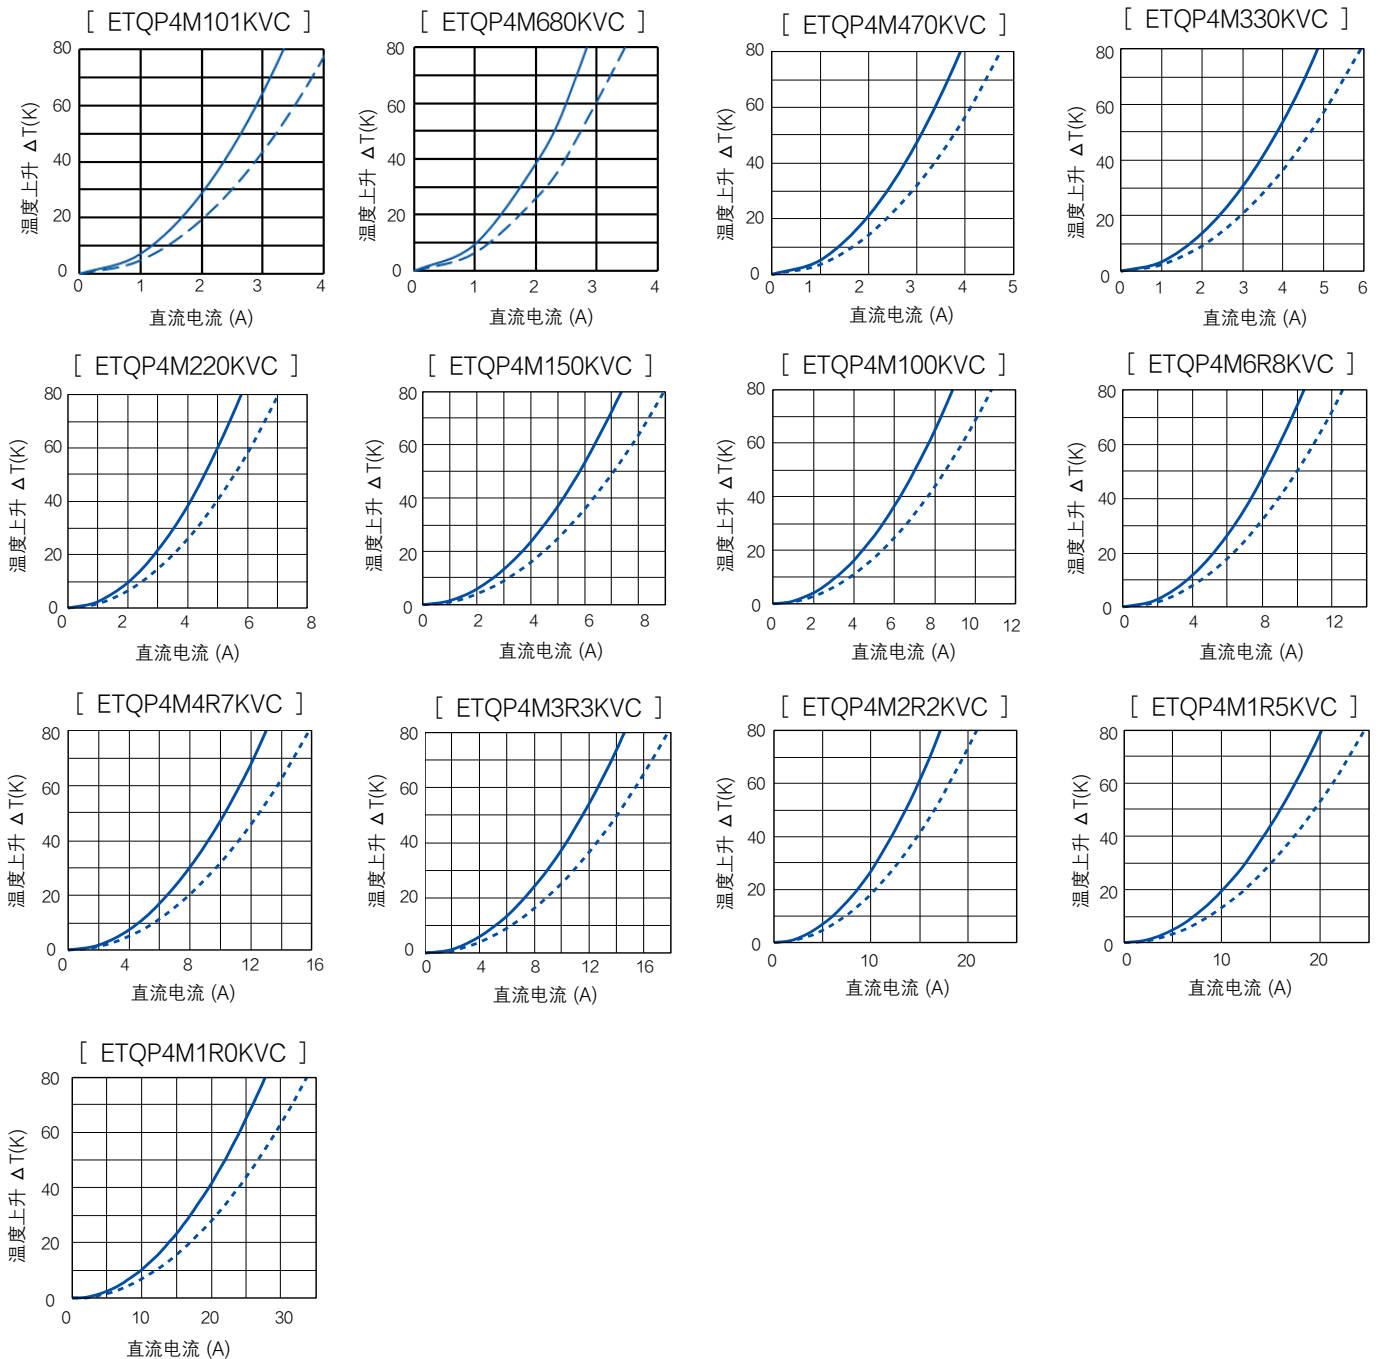 [ ETQP4M101KVC ]
80
60
40
20
0
0 1 2 3 4
温度上升 ΔT(K)
直流电流 (A)
[ ETQP4M680KVC ]
80
60
40
20
0
0 1 2 3 4
温度上升 ΔT(K)
直流电流 (A)
[ ETQP4M470KVC ]
80
60
40
20
0
0 1 2 3 4 5
温度上升 ΔT(K)
直流电流 (A)
[ ETQP4M330KVC ]
80
60
40
20
0
0 1 2 3 4 5 6
温度上升 ΔT(K)
直流电流 (A)
[ ETQP4M220KVC ]
80
60
40
20
0
0 2 4 6 8
温度上升 ΔT(K)
直流电流 (A)
[ ETQP4M150KVC ]
80
60
40
20
0
0 2 4 6 8
温度上升 ΔT(K)
直流电流 (A)
[ ETQP4M100KVC ]
80
60
40
20
0
0 2 4 6 8 10 12
温度上升 ΔT(K)
直流电流 (A)
[ ETQP4M6R8KVC ]
80
60
40
20
0
0 4 8 12
温度上升 ΔT(K)
直流电流 (A)
[ ETQP4M4R7KVC ]
80
60
40
20
0
0 4 8 12 16
温度上升 ΔT(K)
直流电流 (A)
[ ETQP4M3R3KVC ]
80
60
40
20
0
0 4 8 12 16
温度上升 ΔT(K)
直流电流 (A)
[ ETQP4M2R2KVC ]
80
60
40
20
0
0 10 20
温度上升 ΔT(K)
直流电流 (A)
[ ETQP4M1R5KVC ]
80
60
40
20
0
0 10 20
温度上升 ΔT(K)
直流电流 (A)
[ ETQP4M1R0KVC ]
80
60
40
20
0
0 10 20 30
温度上升 ΔT(K)
直流电流 (A)